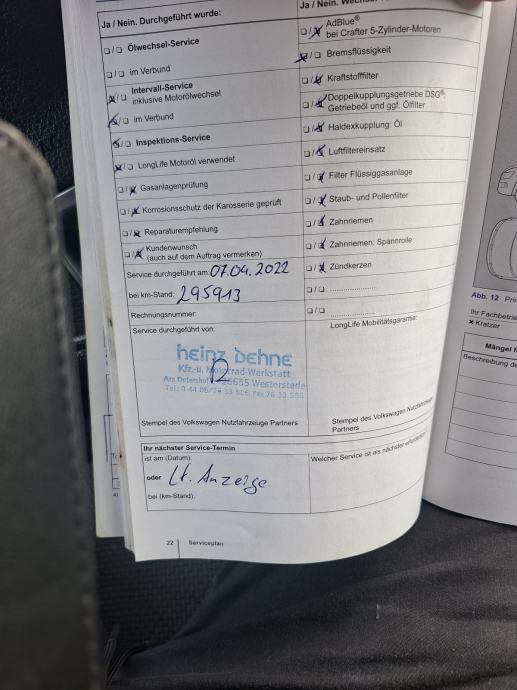 Ja / Nein. Durchgeführt wurde:
☐/☐ Ölwechsel-Service
☐/☐ im Verbund
☒/☐ Intervall-Service
inklusive Motorölwechsel
☒/☐ im Verbund
☒/☐ Inspektions-Service
☒/☐ LongLife Motoröl verwendet
☐/☒ Gasanlagenprüfung
☐/☒ Korrosionsschutz der Karosserie geprüft
☐/☒ Reparaturempfehlung
☐/☒ Kundenwunsch
(auch auf dem Auftrag vermerken)
Service durchgeführt am: 07.04.2022
bei km-Stand: 295913
Rechnungsnummer:
Service durchgeführt von:
heinz dehne
Kfz.-u. Motorrad-Werkstatt
26655 Westerstede
Stempel des Volkswagen Nutzfahrzeuge Partners
Ja / Nein.
☐/☒ AdBlue®
bei Crafter 5-Zylinder-Motoren
☒/☐ Bremsflüssigkeit
☐/☒ Kraftstofffilter
☐/☒ Doppelkupplungsgetriebe DSG®:
Getriebeöl und ggf. Ölfilter
☐/☒ Haldexkupplung: Öl
☐/☒ Luftfiltereinsatz
☐/☒ Filter Flüssiggasanlage
☐/☒ Staub- und Pollenfilter
☐/☒ Zahnriemen
☐/☒ Zahnriemen: Spannrolle
☐/☒ Zündkerzen
☐/☐ ....................
☐/☐ ....................
LongLife Mobilitätsgarantie:
Stempel des Volkswagen Nutzfahrzeuge
Partners
Ihr nächster Service-Termin
ist am (Datum):
oder Lt. Anzeige
bei (km-Stand):
Welcher Service ist als nächster
22 Serviceplan
Abb. 12
Ihr Fachbetrie
× Kratzer
Mängel
Beschreibung de